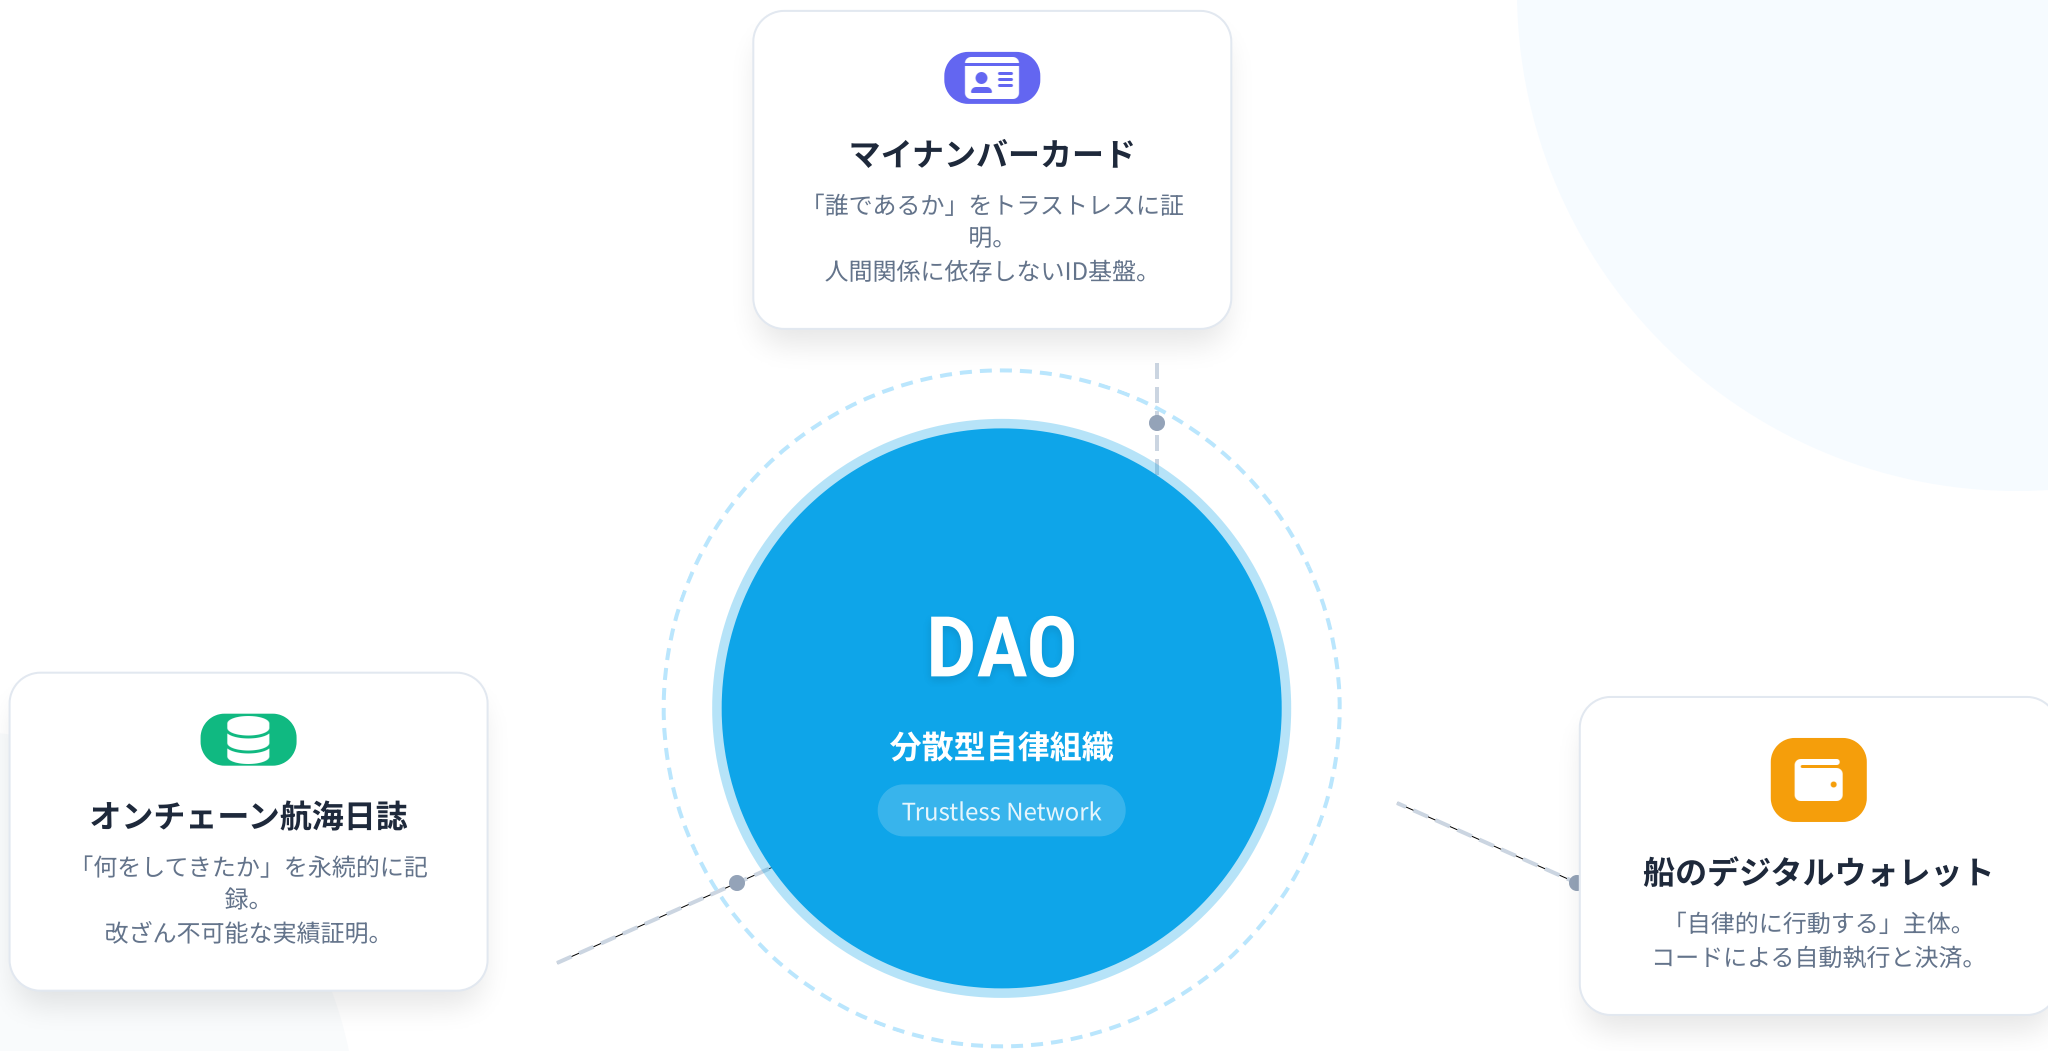 マイナンバーカード
「誰であるか」をトラストレスに証
明。
人間関係に依存しないID基盤。
DAO
分散型自律組織
Trustless Network
オンチェーン航海日誌
「何をしてきたか」を永続的に記
録。
改ざん不可能な実績証明。
船のデジタルウォレット
「自律的に行動する」主体。
コードによる自動執行と決済。